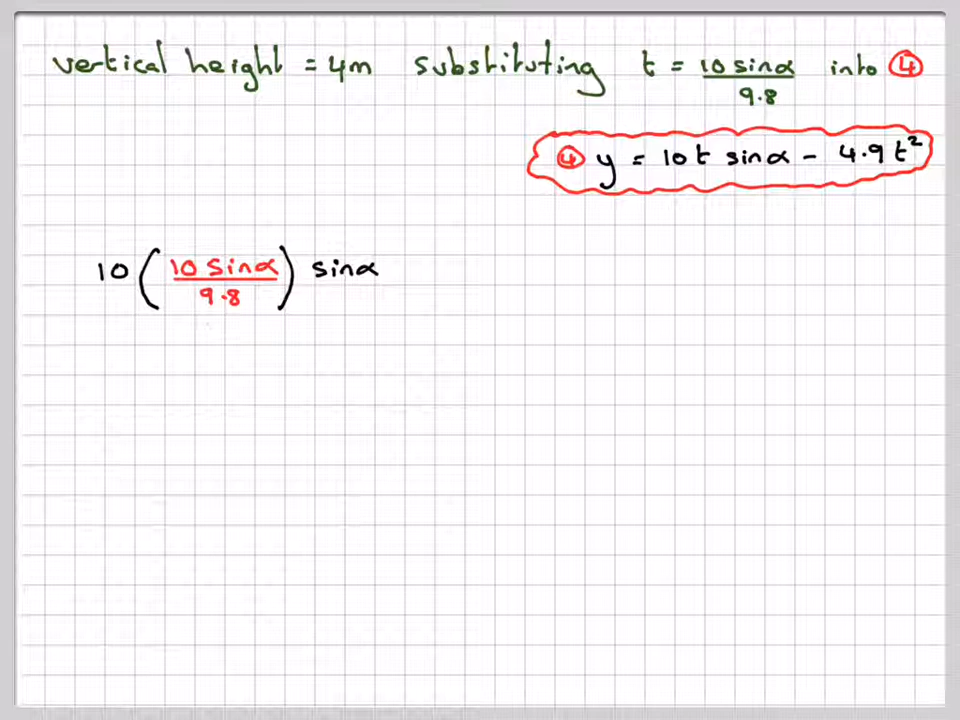 vertical height = 4m substituting t = 10 sinα / 9.8 into ④
④ y = 10t sinα - 4.9t²
10 ( 10 sinα / 9.8 ) sinα